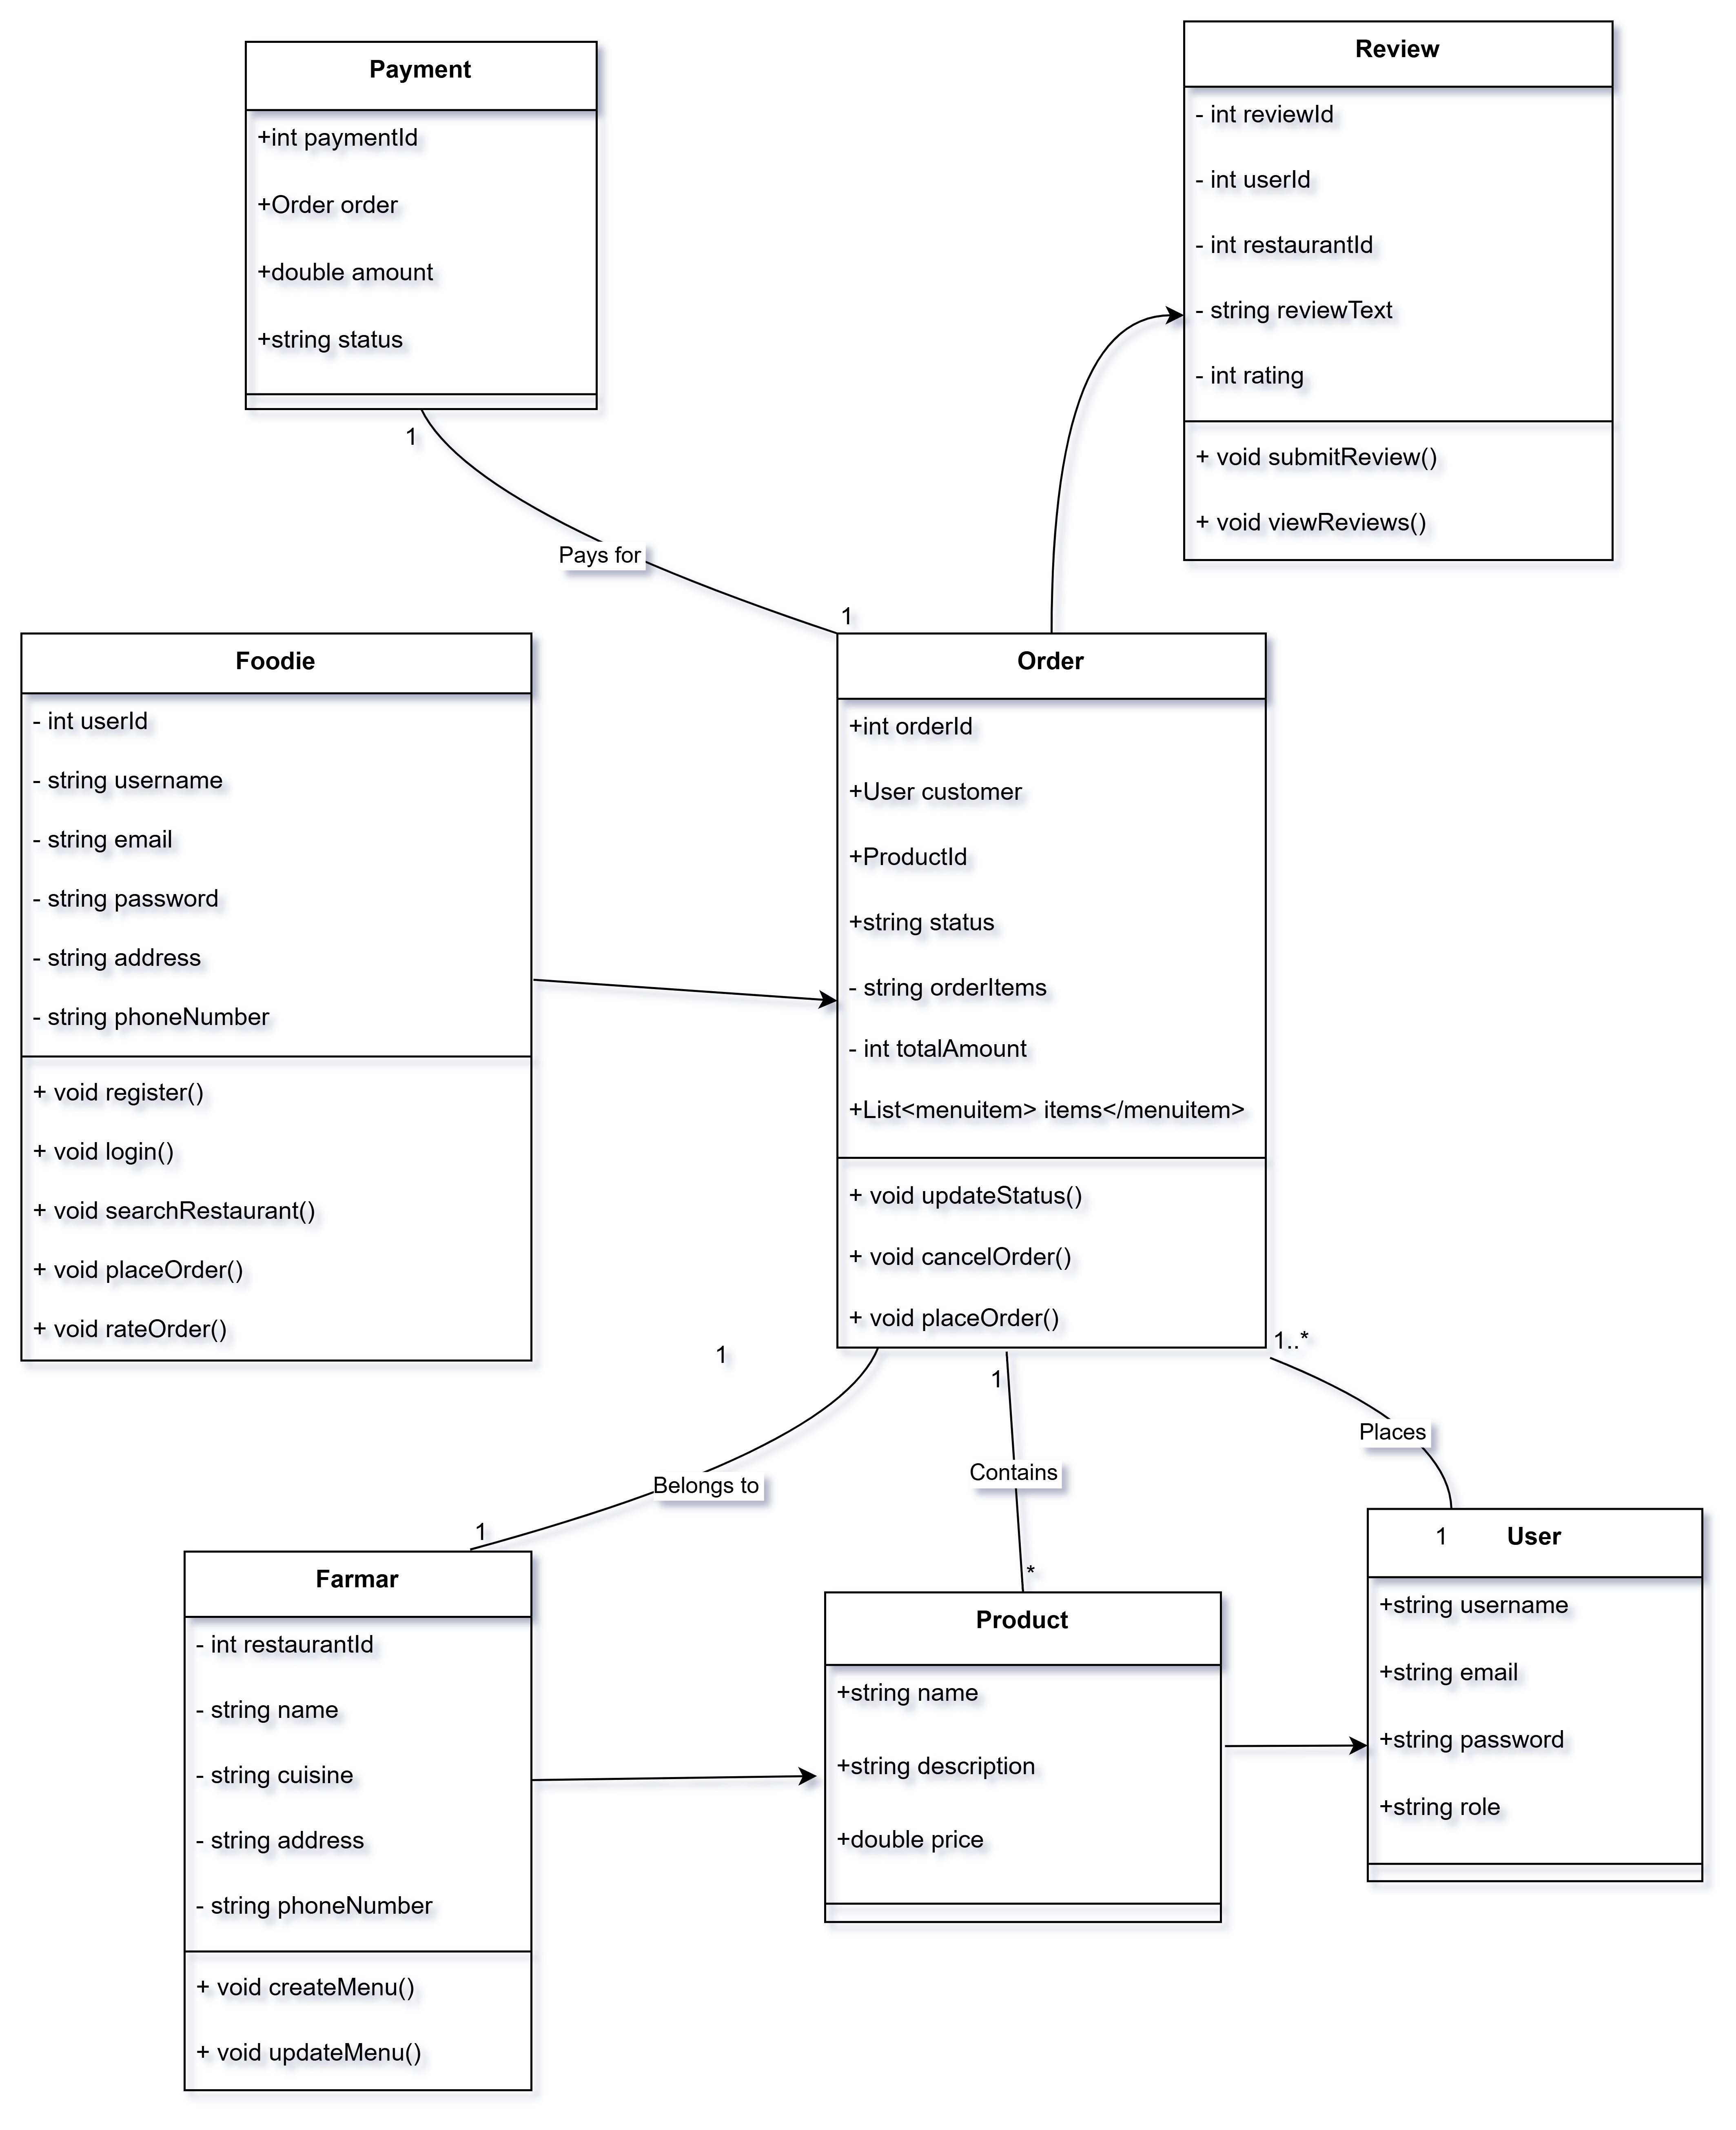 Payment
+int paymentId
+Order order
+double amount
+string status
1
Pays for
1
Review
- int reviewId
- int userId
- int restaurantId
- string reviewText
- int rating
+ void submitReview()
+ void viewReviews()
Foodie
- int userId
- string username
- string email
- string password
- string address
- string phoneNumber
+ void register()
+ void login()
+ void searchRestaurant()
+ void placeOrder()
+ void rateOrder()
Order
+int orderId
+User customer
+ProductId
+string status
- string orderItems
- int totalAmount
+List<menuitem> items</menuitem>
+ void updateStatus()
+ void cancelOrder()
+ void placeOrder()
1
Belongs to
1
1
Contains
*
1..*
Places
1
Farmar
- int restaurantId
- string name
- string cuisine
- string address
- string phoneNumber
+ void createMenu()
+ void updateMenu()
Product
+string name
+string description
+double price
User
+string username
+string email
+string password
+string role